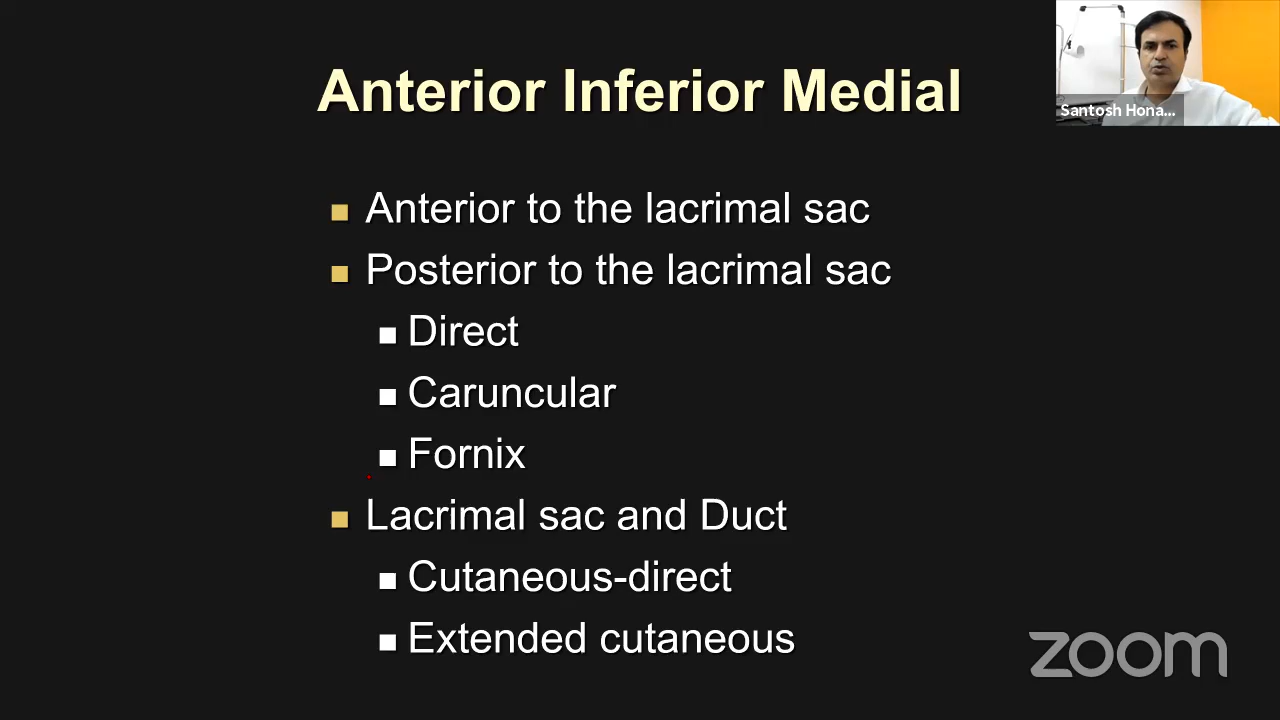 Anterior Inferior Medial
Santosh Hona...
Anterior to the lacrimal sac
Posterior to the lacrimal sac
Direct
Caruncular
Fornix
Lacrimal sac and Duct
Cutaneous-direct
Extended cutaneous
zoom